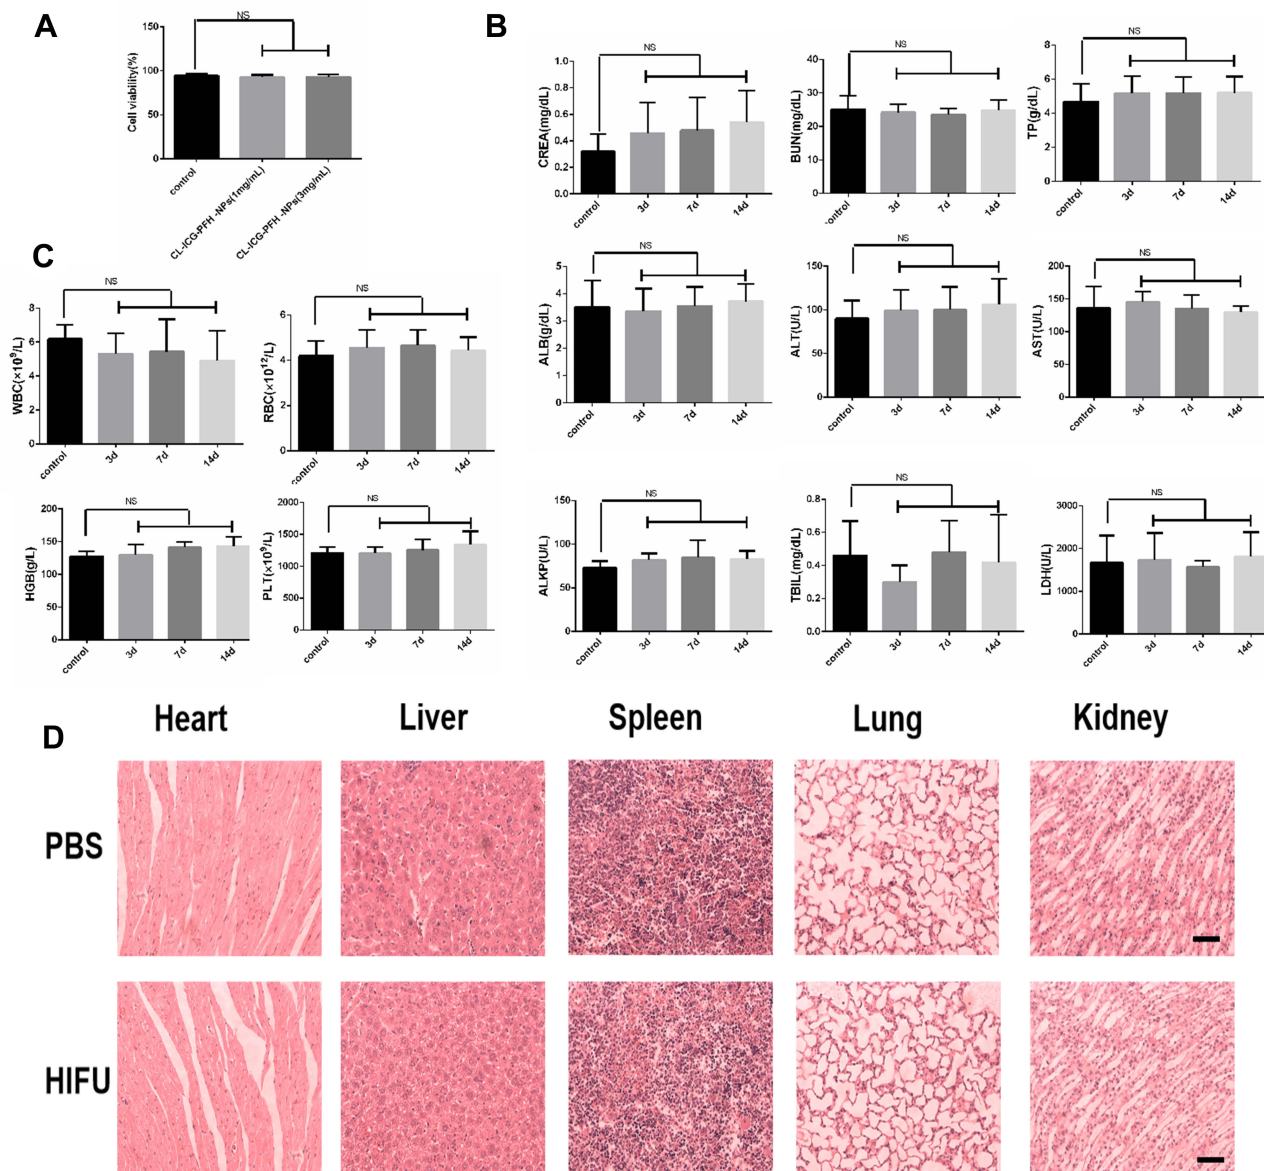 A
NS
150
100
50
0
Cell viability(%)
control
CL-ICG-PFH -NPs(1mg/mL)
CL-ICG-PFH -NPs(3mg/mL)
B
NS
1.0
0.8
0.6
0.4
0.2
0.0
CREA(mg/dL)
control
3d
7d
14d
NS
40
30
20
10
0
BUN(mg/dL)
control
3d
7d
14d
NS
8
6
4
2
0
TP(g/dL)
control
3d
7d
14d
NS
5
4
3
2
1
0
ALB(g/dL)
control
3d
7d
14d
NS
150
100
50
0
ALT(U/L)
control
3d
7d
14d
NS
200
150
100
50
0
AST(U/L)
control
3d
7d
14d
NS
150
100
50
0
ALKP(U/L)
control
3d
7d
14d
NS
0.8
0.6
0.4
0.2
0.0
TBIL(mg/dL)
control
3d
7d
14d
NS
3000
2000
1000
0
LDH(U/L)
control
3d
7d
14d
C
NS
8
6
4
2
0
WBC(×10⁹/L)
control
3d
7d
14d
NS
6
4
2
0
RBC(×10¹²/L)
control
3d
7d
14d
NS
200
150
100
50
0
HGB(g/L)
control
3d
7d
14d
NS
2000
1500
1000
500
0
PLT(×10⁹/L)
control
3d
7d
14d
D
Heart Liver Spleen Lung Kidney
PBS
HIFU